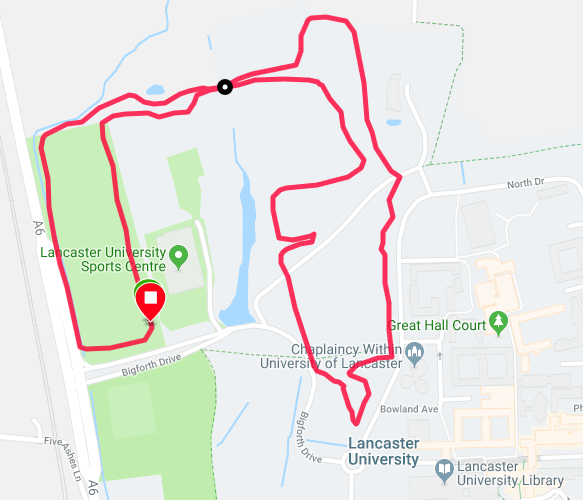 A6
North Dr
Lancaster University
Sports Centre
Great Hall Court
Chaplaincy Within
University of Lancaster
Bigforth Drive
Bowland Ave
Ph
Bigforth Drive
Lancaster
University
Five Ashes Ln
A6
Lancaster
University Library